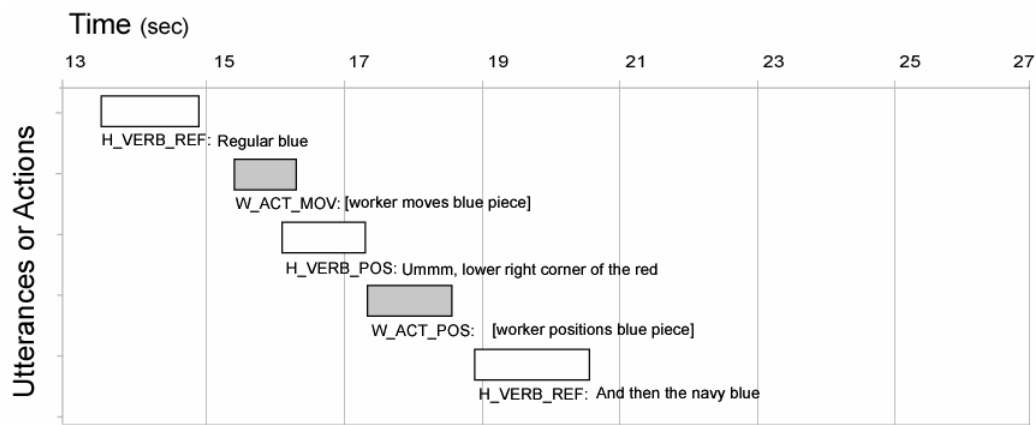 Time (sec)
13 15 17 19 21 23 25 27
Utterances or Actions
H_VERB_REF: Regular blue
W_ACT_MOV: [worker moves blue piece]
H_VERB_POS: Ummm, lower right corner of the red
W_ACT_POS: [worker positions blue piece]
H_VERB_REF: And then the navy blue